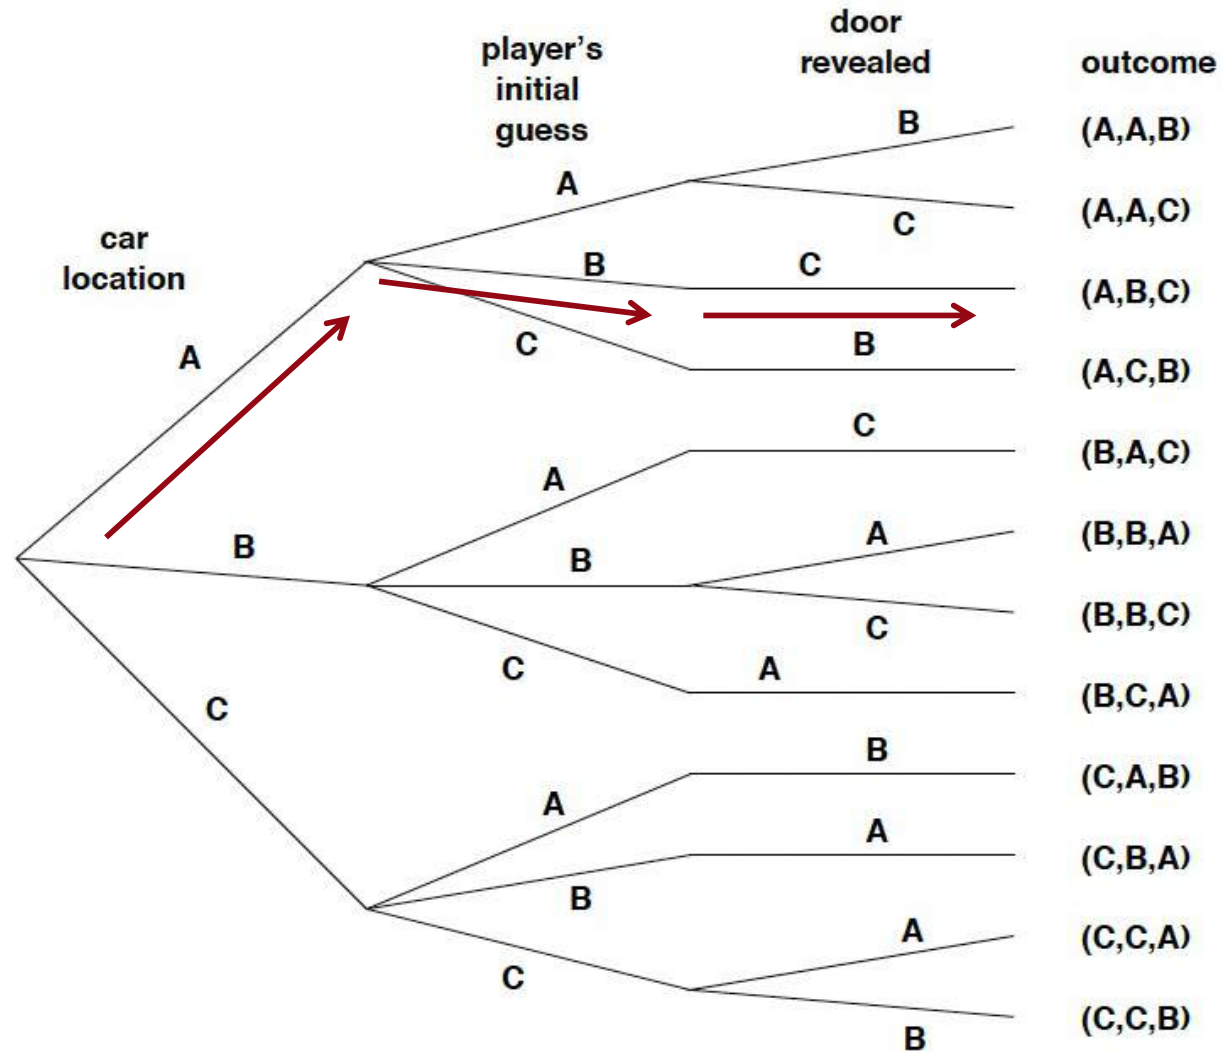 car
location
player's
initial
guess
door
revealed
outcome
A
B
C
A
B
C
A
B
C
A
B
C
B
C
C
B
C
A
C
A
B
A
A
B
(A,A,B)
(A,A,C)
(A,B,C)
(A,C,B)
(B,A,C)
(B,B,A)
(B,B,C)
(B,C,A)
(C,A,B)
(C,B,A)
(C,C,A)
(C,C,B)